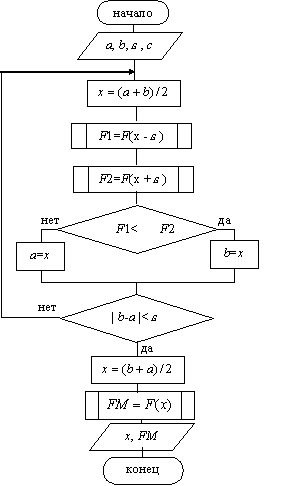 начало
a, b, ε , c
x = (a + b) / 2
F1=F(x - ε )
F2=F(x + ε )
F1< F2
нет
да
a=x
b=x
| b-a |< ε
нет
да
x = (b + a) / 2
FM = F(x)
x, FM
конец